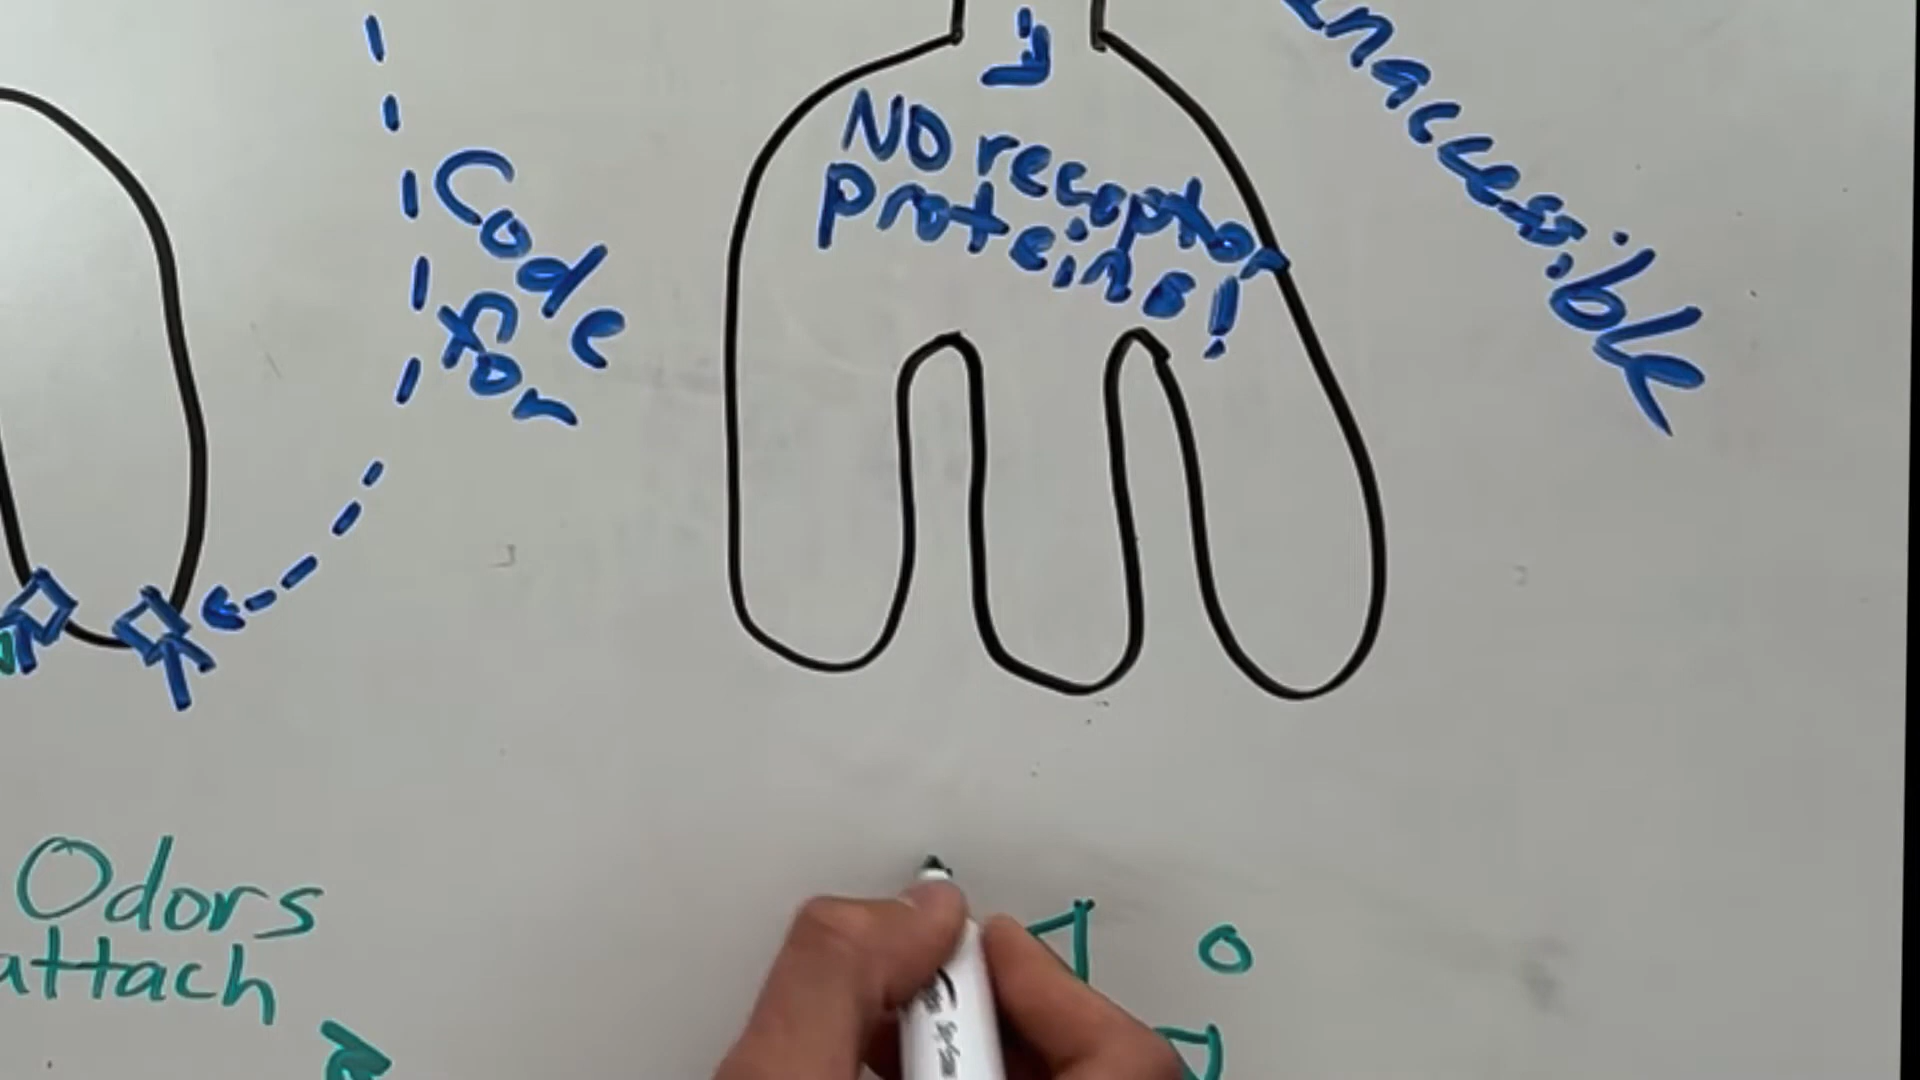 Code
for
NO receptor
proteins!
Inaccessible
Odors
attach